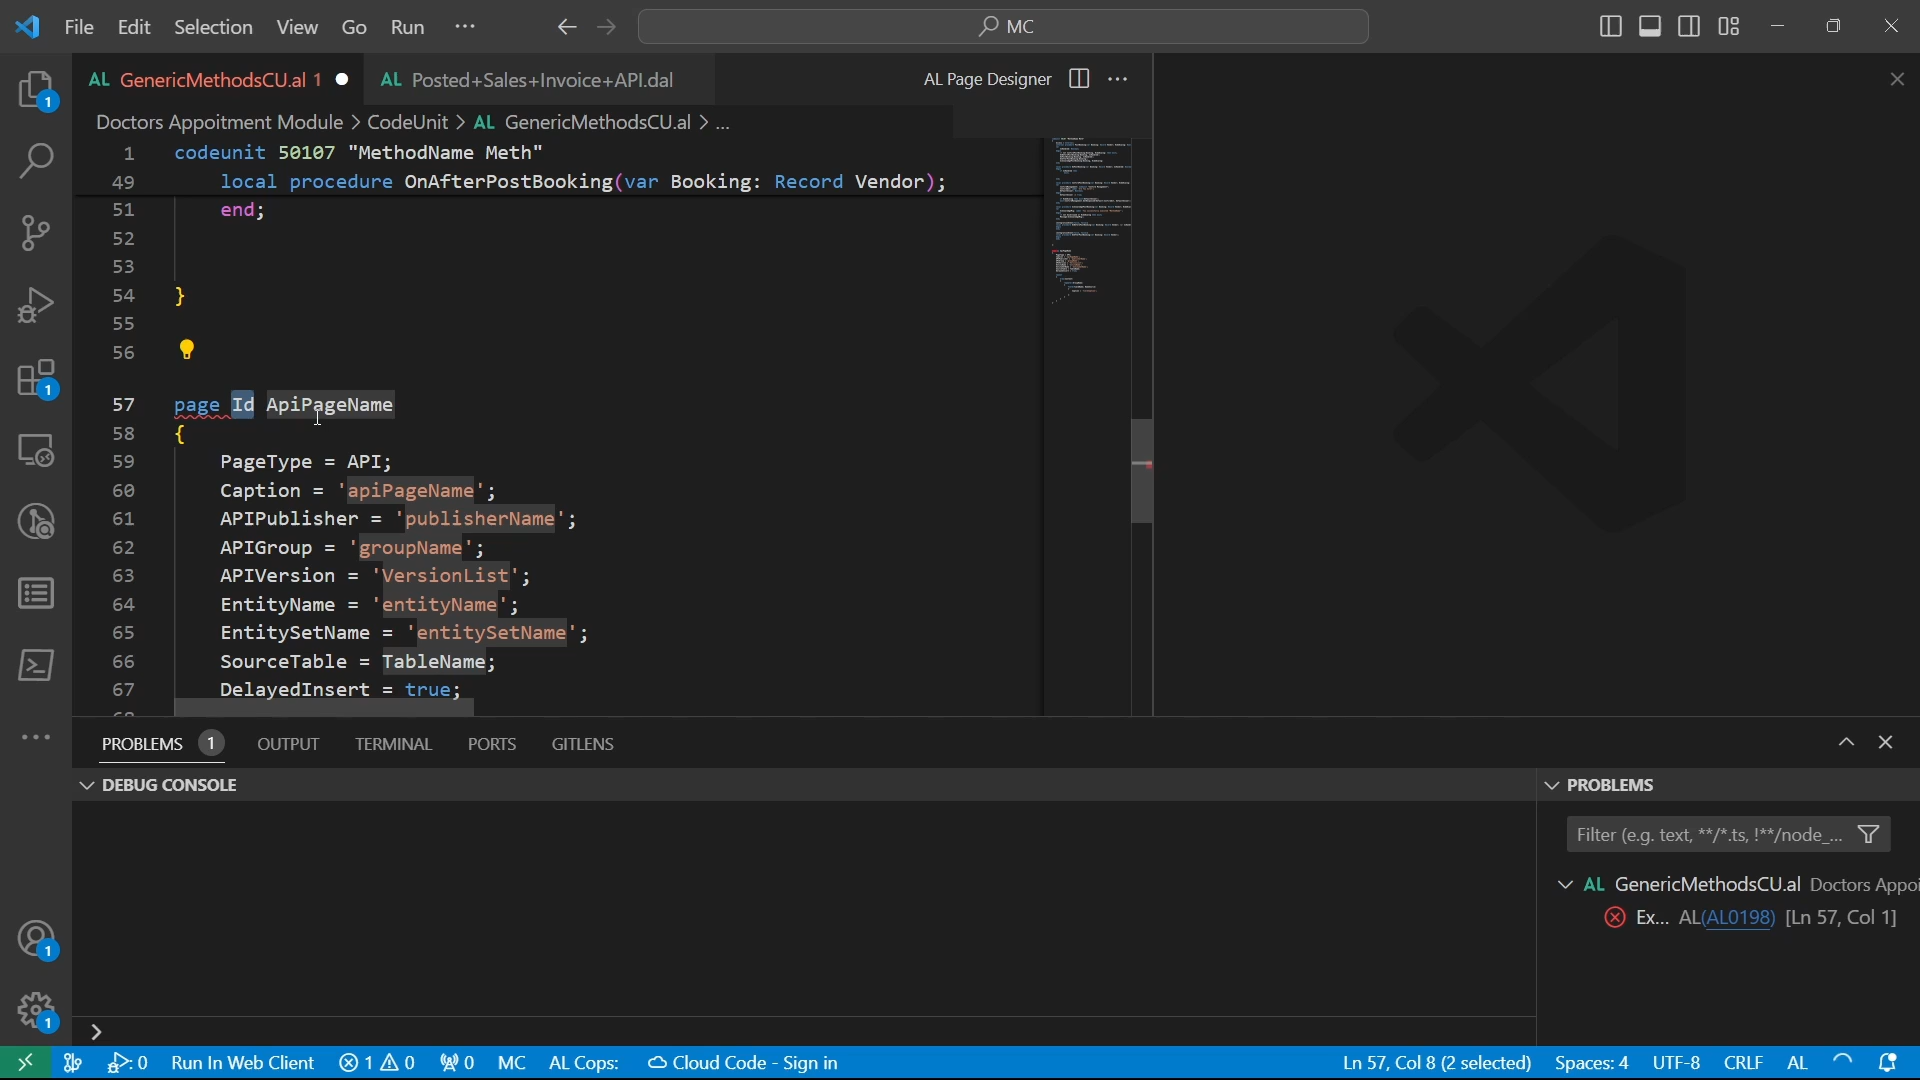 File Edit Selection View Go Run ... MC
AL GenericMethodsCU.al 1 AL Posted+Sales+Invoice+API.dal AL Page Designer ...
Doctors Appoitment Module > CodeUnit > AL GenericMethodsCU.al > ...
1 codeunit 50107 "MethodName Meth"
49 local procedure OnAfterPostBooking(var Booking: Record Vendor);
51 end;
52
53
54 }
55
56
57 page Id ApiPageName
58 {
59 PageType = API;
60 Caption = 'apiPageName';
61 APIPublisher = 'publisherName';
62 APIGroup = 'groupName';
63 APIVersion = 'VersionList';
64 EntityName = 'entityName';
65 EntitySetName = 'entitySetName';
66 SourceTable = TableName;
67 DelayedInsert = true;
PROBLEMS 1 OUTPUT TERMINAL PORTS GITLENS
DEBUG CONSOLE
PROBLEMS
Filter (e.g. text, **/*.ts, !**/node_...
AL GenericMethodsCU.al Doctors Appoi
Ex... AL(AL0198) [Ln 57, Col 1]
>
1
1
1
1
0 Run In Web Client 1 0 0 MC AL Cops: Cloud Code - Sign in Ln 57, Col 8 (2 selected) Spaces: 4 UTF-8 CRLF AL